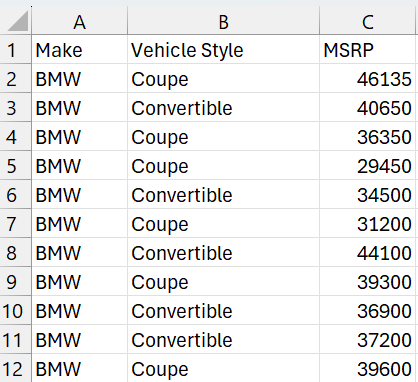 A B C
1 Make Vehicle Style MSRP
2 BMW Coupe 46135
3 BMW Convertible 40650
4 BMW Coupe 36350
5 BMW Coupe 29450
6 BMW Convertible 34500
7 BMW Coupe 31200
8 BMW Convertible 44100
9 BMW Coupe 39300
10 BMW Convertible 36900
11 BMW Convertible 37200
12 BMW Coupe 39600